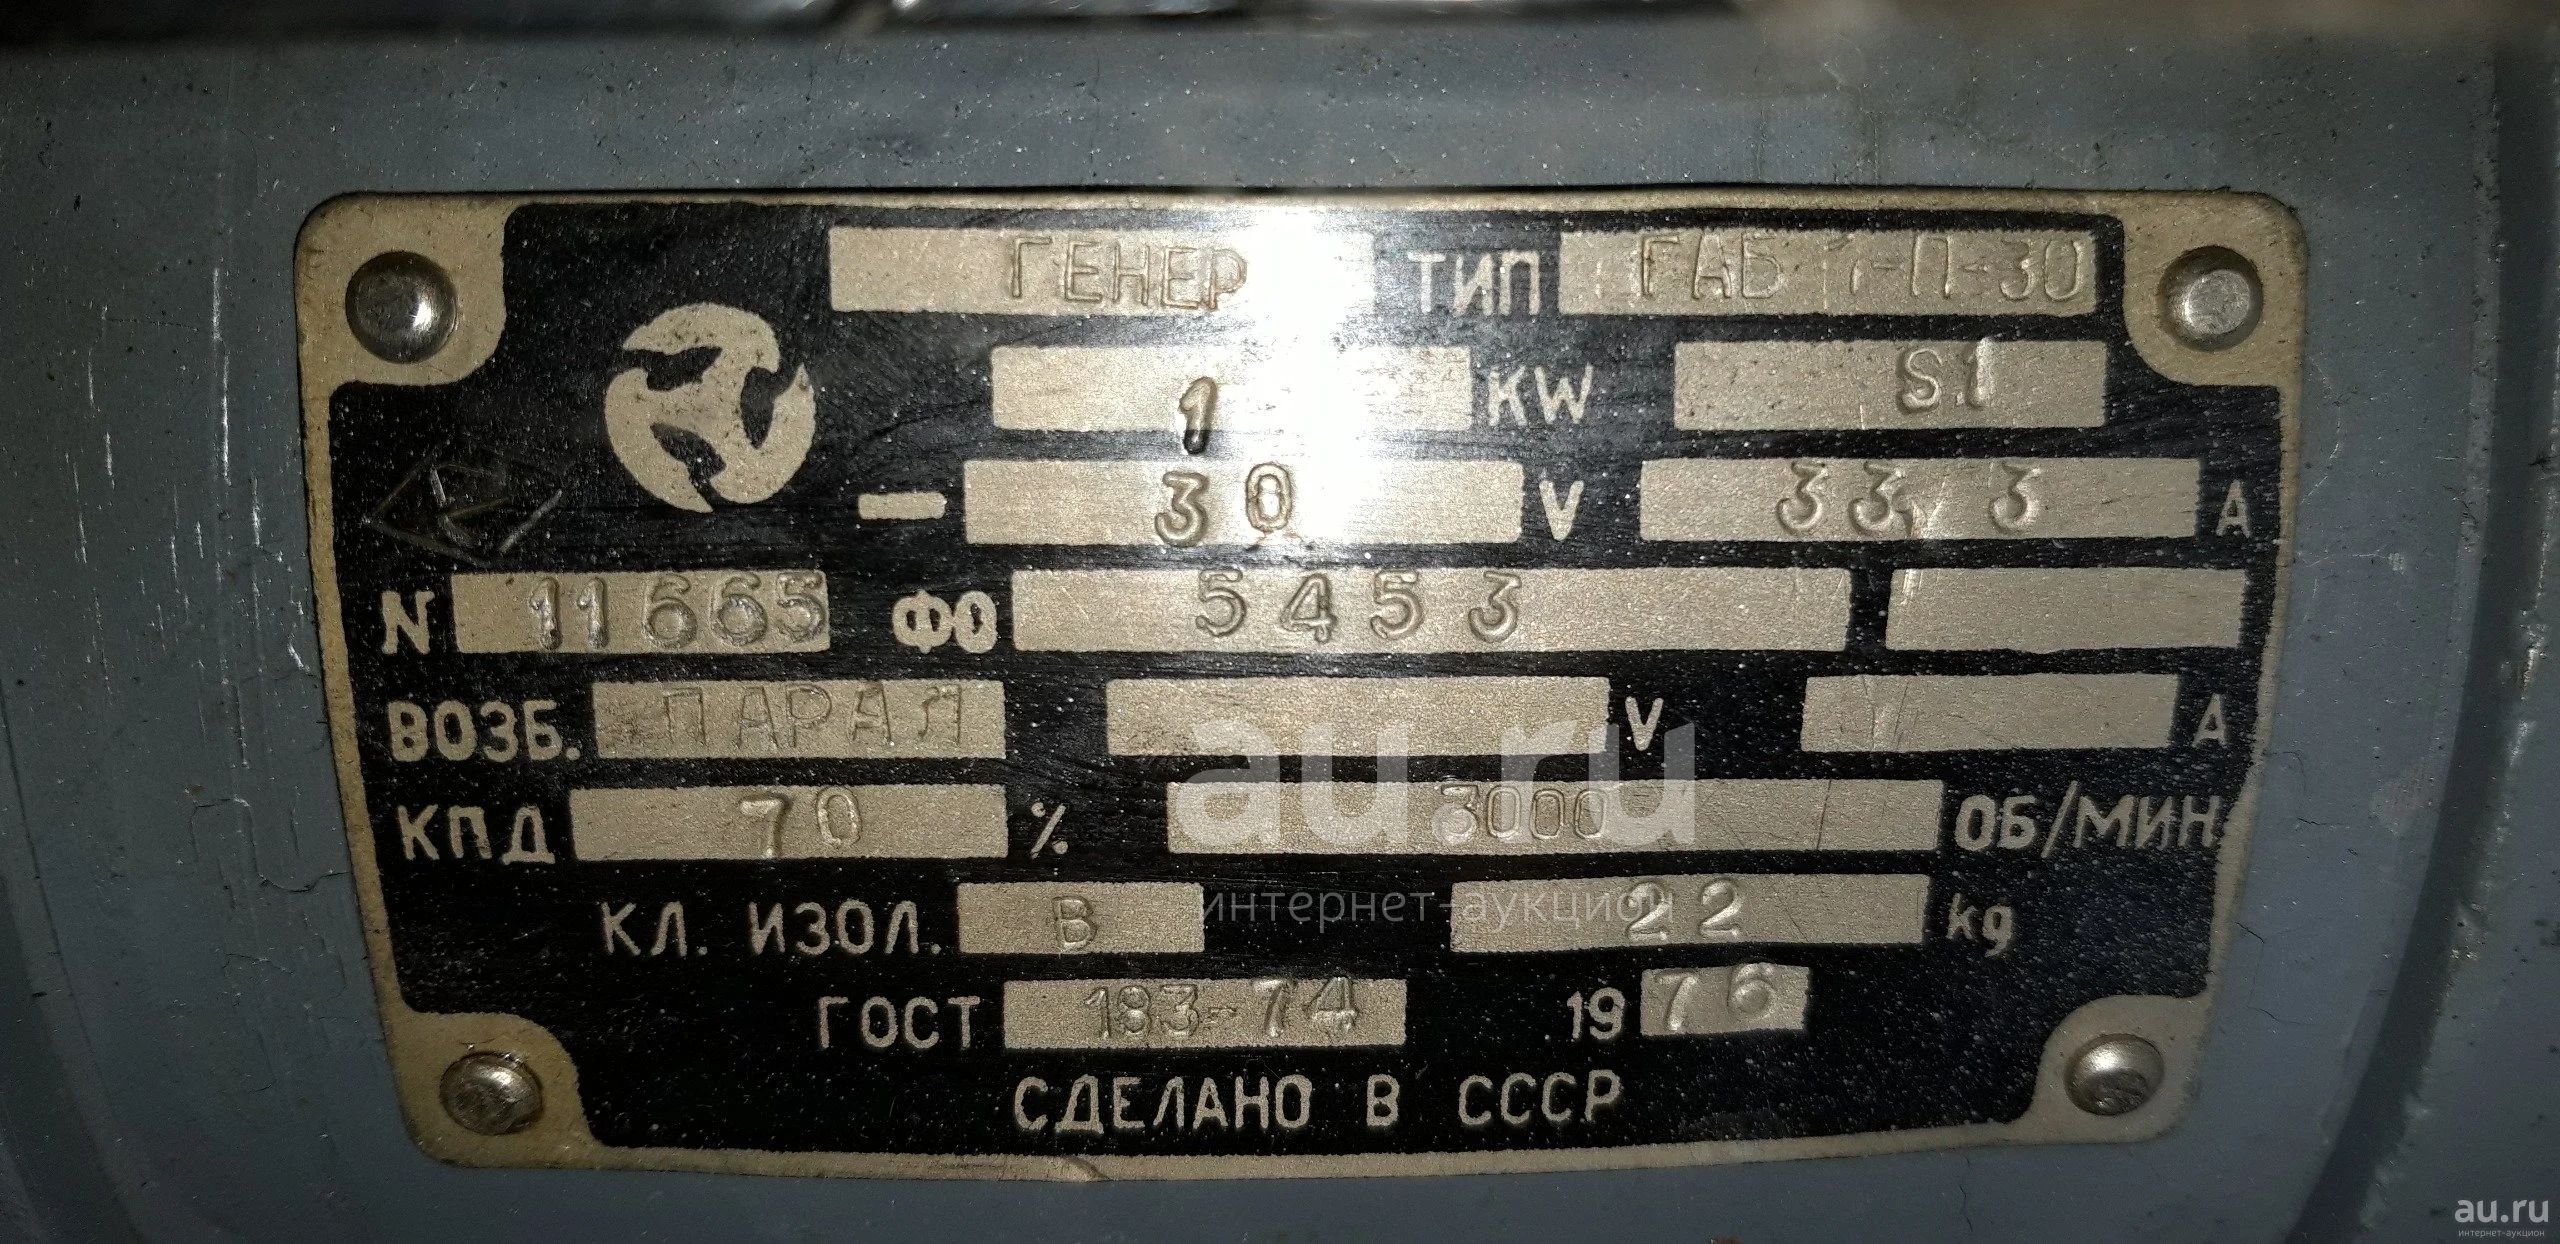 ГЕНЕР ТИП ГАБ 1-П-30
1 KW S1
30 V 33,3 A
N 11665 ФО 5453
ВОЗБ. ПАРАЛ V A
КПД 70 % 3000 ОБ/МИН
КЛ. ИЗОЛ. В 22 kg
ГОСТ 183-74 1976
СДЕЛАНО В СССР
au.ru
интернет-аукцион
au.ru
интернет-аукцион